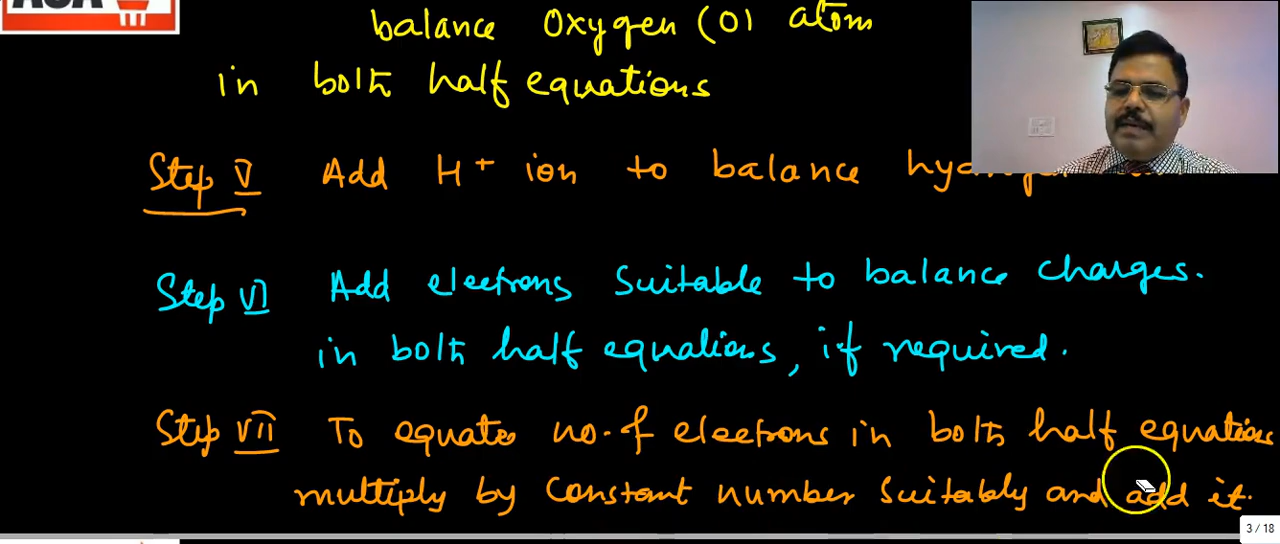 balance Oxygen (O) atom
in both half equations
Step V Add H+ ion to balance
Step VI Add electrons suitable to balance charges.
in both half equations, if required.
Step VII To equate no. of electrons in both half equations
multiply by constant number suitably and add it.
3 / 18